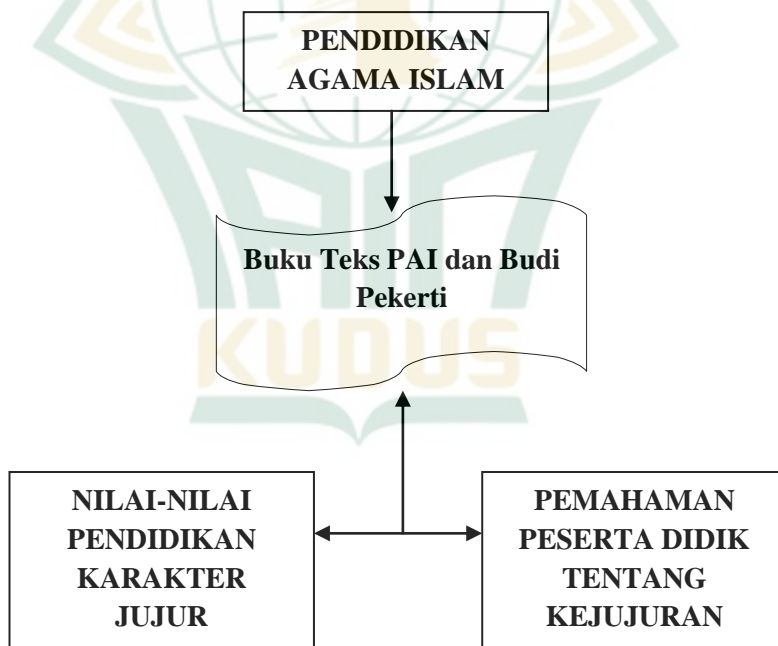 PENDIDIKAN
AGAMA ISLAM
Buku Teks PAI dan Budi
Pekerti
KUDUS
NILAI-NILAI
PENDIDIKAN
KARAKTER
JUJUR
PEMAHAMAN
PESERTA DIDIK
TENTANG
KEJUJURAN